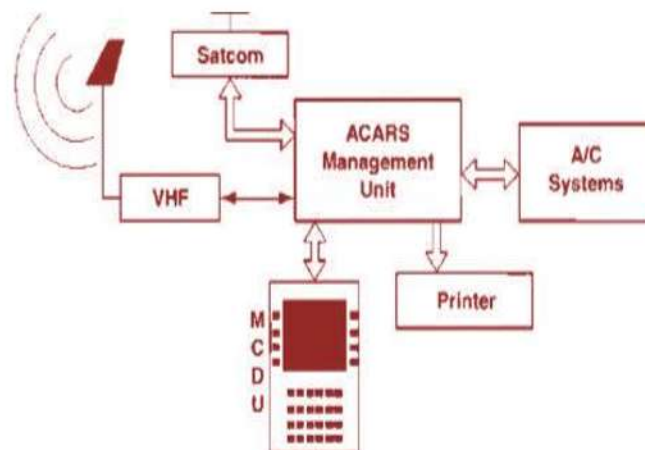 Satcom
ACARS
Management
Unit
A/C
Systems
VHF
Printer
M
C
D
U